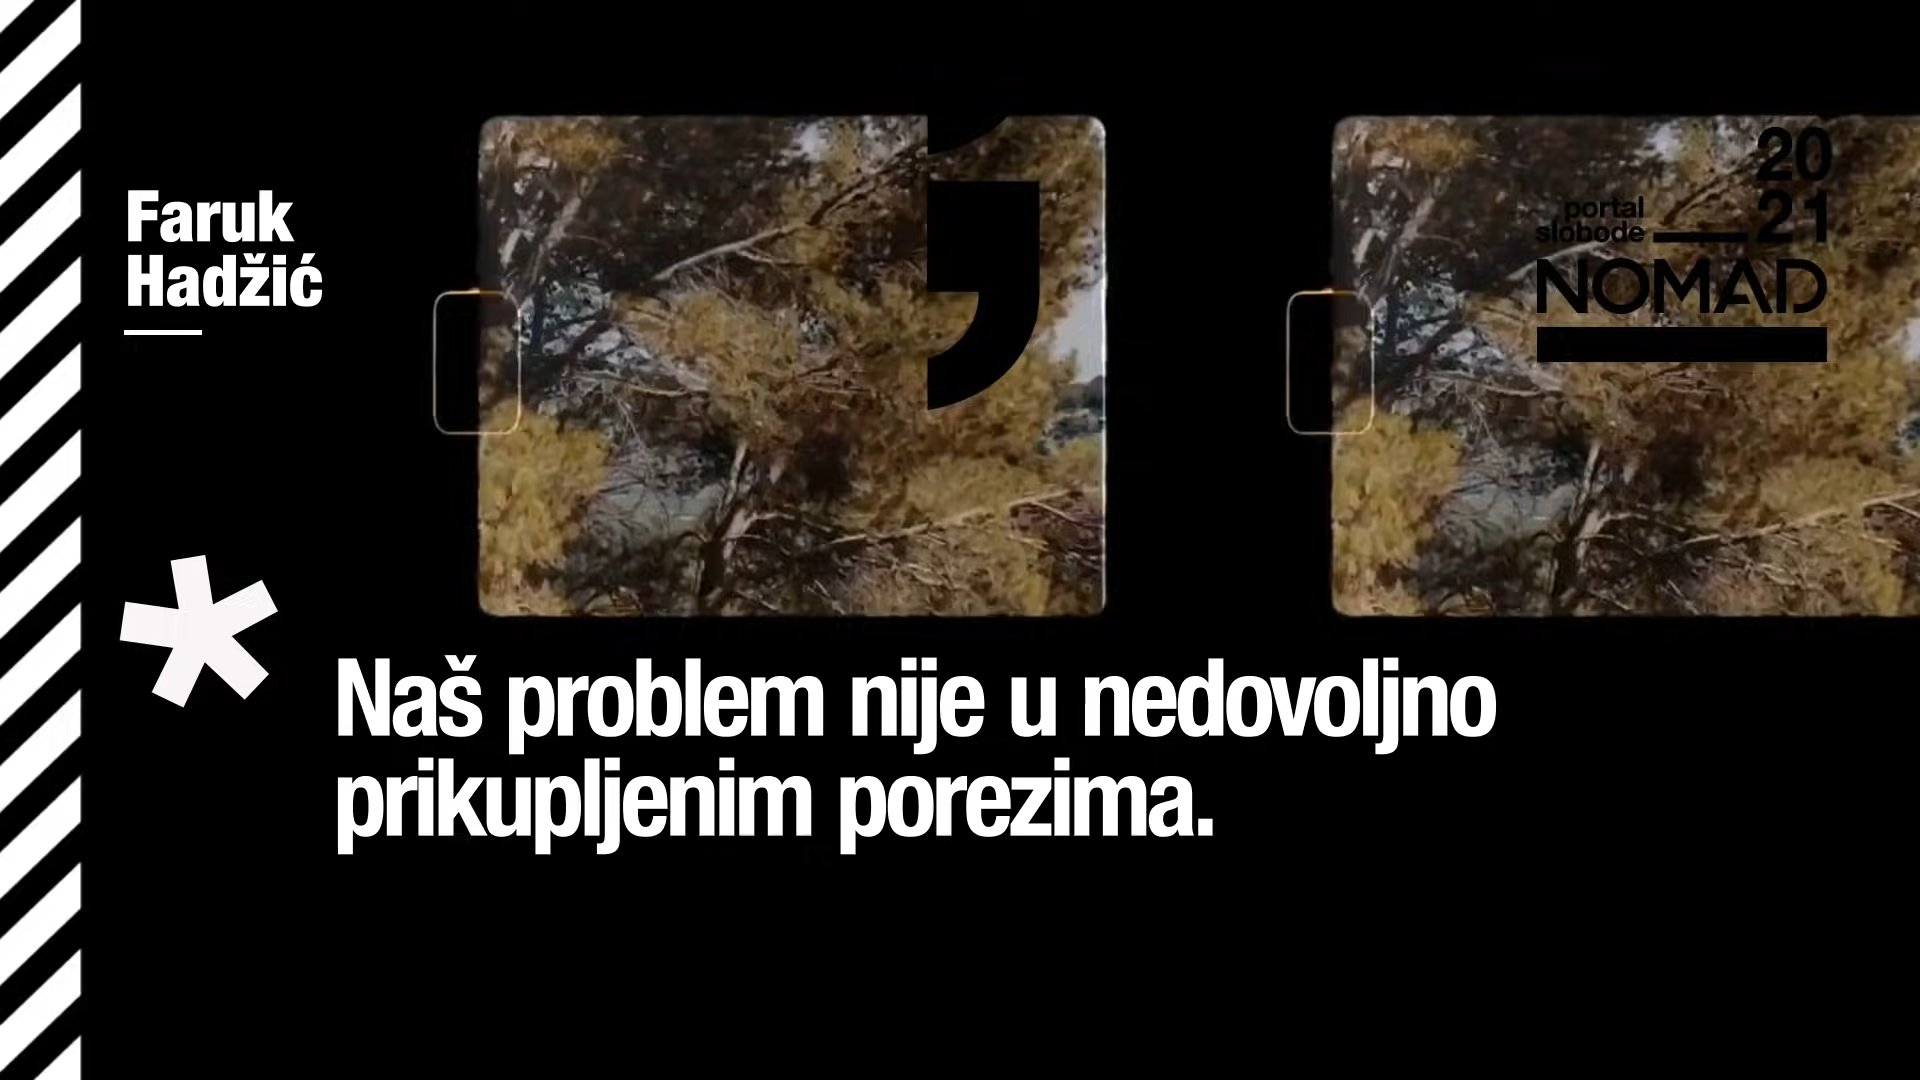 Faruk
Hadžić
20
21
portal
slobode
NOMAD
Naš problem nije u nedovoljno
prikupljenim porezima.